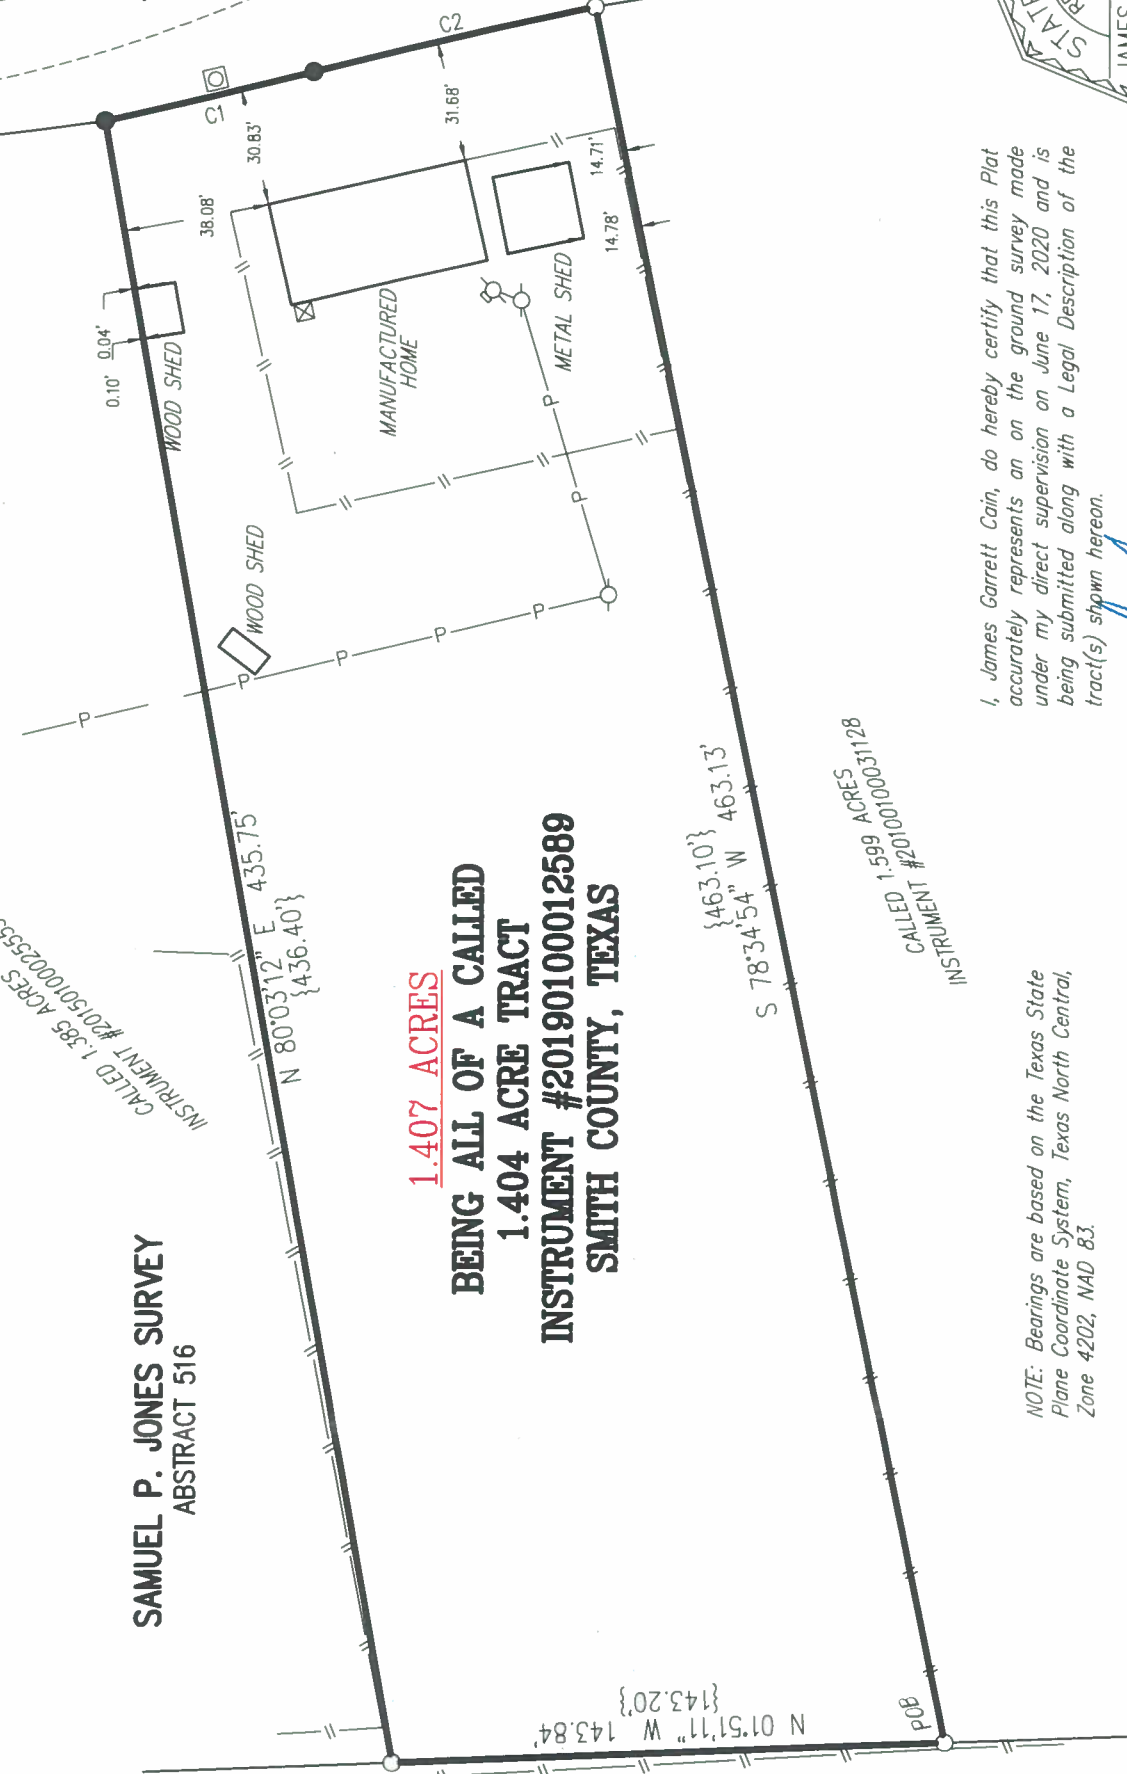 C2
C1
STATE
JAMES
30.83'
31.68'
38.08'
14.71'
14.78'
0.04'
0.10'
WOOD SHED
MANUFACTURED
HOME
METAL SHED
WOOD SHED
P
P
P
P
P
P
P
N 80°03'12" E 435.75'
{436.40'}
CALLED 1.385 ACRES
{463.10'}
S 78°34'54" W 463.13'
CALLED 1.599 ACRES
INSTRUMENT #20100100031128
1.407 ACRES
BEING ALL OF A CALLED
1.404 ACRE TRACT
INSTRUMENT #20190100012589
SMITH COUNTY, TEXAS
SAMUEL P. JONES SURVEY
ABSTRACT 516
N 01°51'11" W 143.84'
{143.20'}
POB
I, James Garrett Cain, do hereby certify that this Plat
accurately represents an on the ground survey made
under my direct supervision on June 17, 2020 and is
being submitted along with a Legal Description of the
tract(s) shown hereon.
NOTE: Bearings are based on the Texas State
Plane Coordinate System, Texas North Central,
Zone 4202, NAD 83.